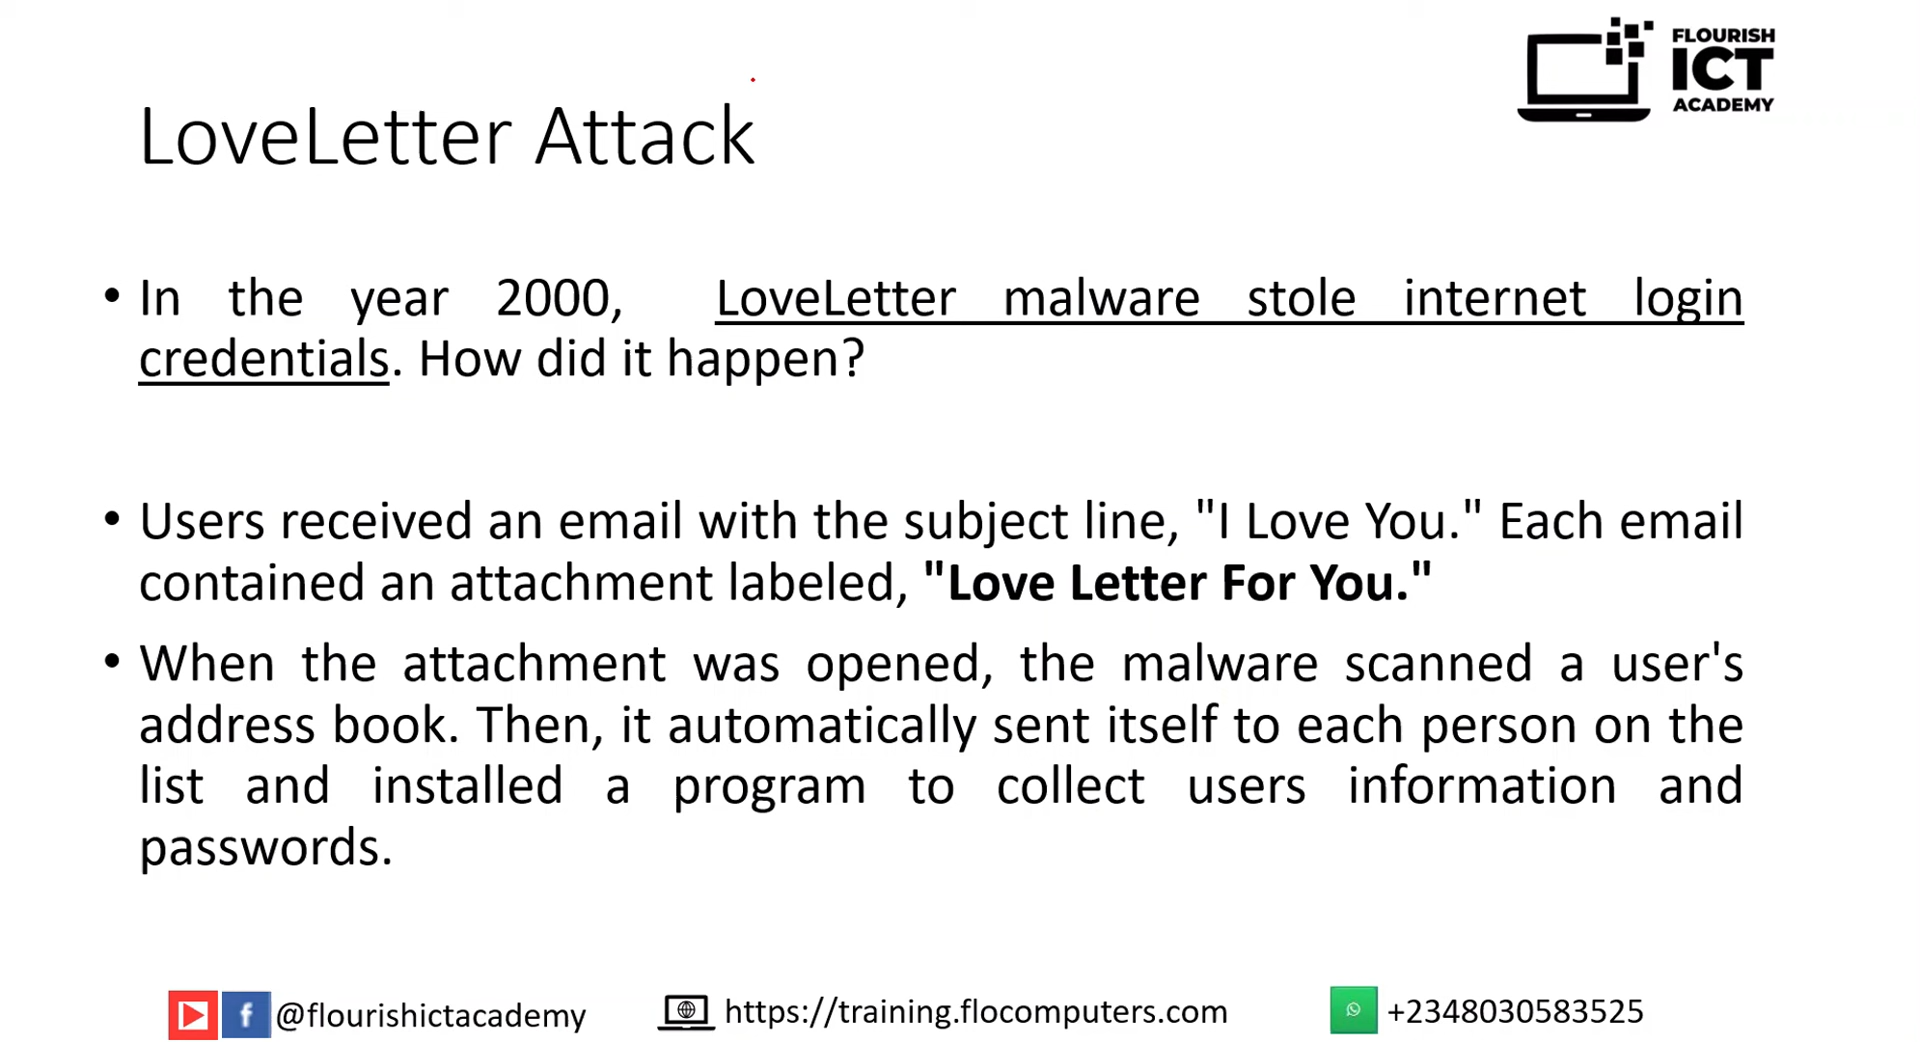 FLOURISH
ICT
ACADEMY
LoveLetter Attack
• In the year 2000, LoveLetter malware stole internet login
credentials. How did it happen?
• Users received an email with the subject line, "I Love You." Each email
contained an attachment labeled, "Love Letter For You."
• When the attachment was opened, the malware scanned a user's
address book. Then, it automatically sent itself to each person on the
list and installed a program to collect users information and
passwords.
@flourishictacademy
https://training.flocomputers.com
+2348030583525